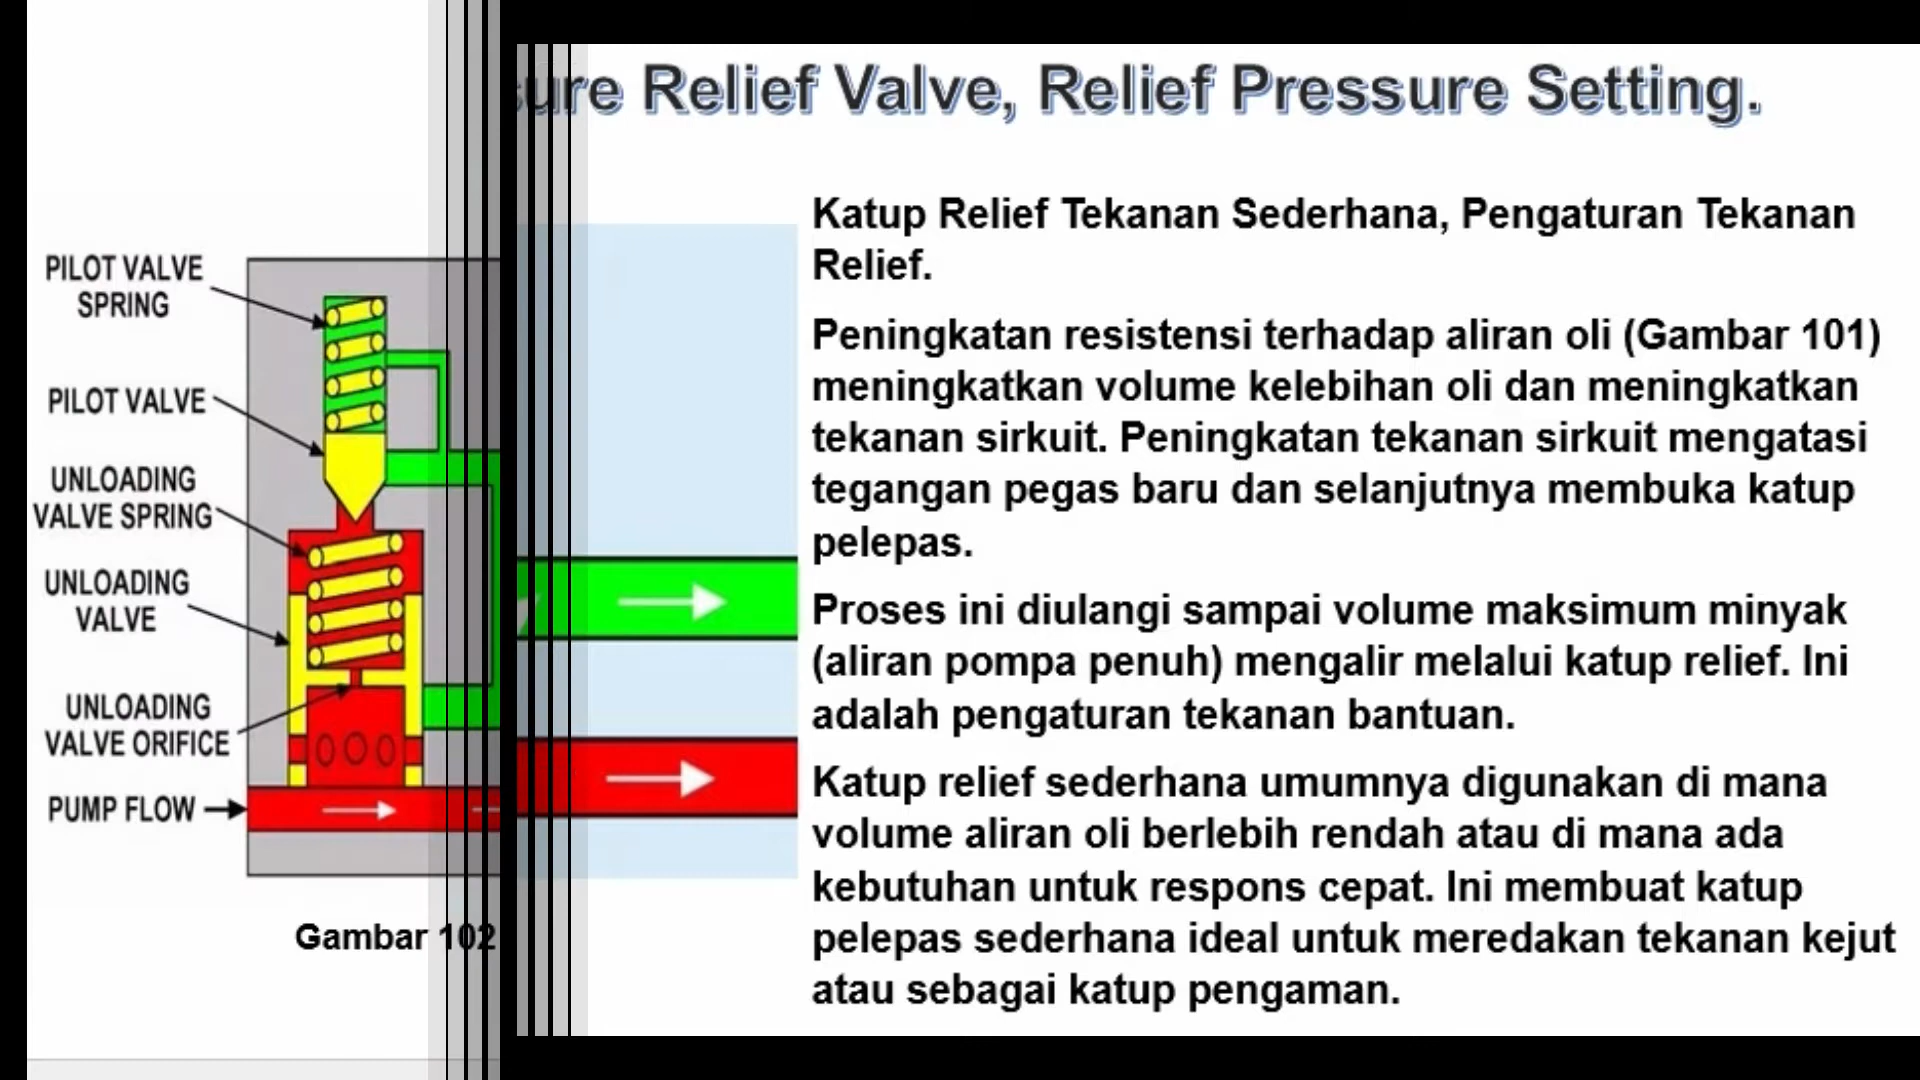 PILOT VALVE
SPRING
PILOT VALVE
UNLOADING
VALVE SPRING
UNLOADING
VALVE
UNLOADING
VALVE ORIFICE
PUMP FLOW
Gambar 102
Relief Valve, Relief Pressure Setting.
Katup Relief Tekanan Sederhana, Pengaturan Tekanan
Relief.
Peningkatan resistensi terhadap aliran oli (Gambar 101)
meningkatkan volume kelebihan oli dan meningkatkan
tekanan sirkuit. Peningkatan tekanan sirkuit mengatasi
tegangan pegas baru dan selanjutnya membuka katup
pelepas.
Proses ini diulangi sampai volume maksimum minyak
(aliran pompa penuh) mengalir melalui katup relief. Ini
adalah pengaturan tekanan bantuan.
Katup relief sederhana umumnya digunakan di mana
volume aliran oli berlebih rendah atau di mana ada
kebutuhan untuk respons cepat. Ini membuat katup
pelepas sederhana ideal untuk meredakan tekanan kejut
atau sebagai katup pengaman.